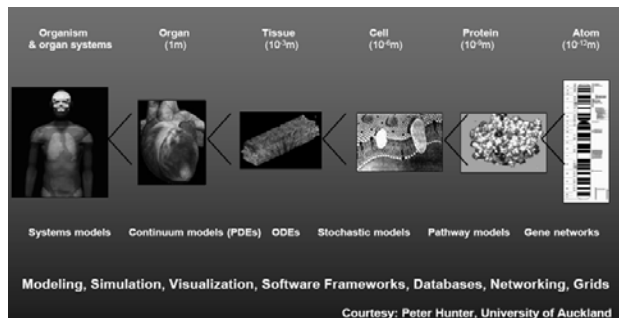 Organism & organ systems
Organ (1m)
Tissue (10-3m)
Cell (10-6m)
Protein (10-9m)
Atom (10-12m)
Systems models
Continuum models (PDEs)
ODEs
Stochastic models
Pathway models
Gene networks
Modeling, Simulation, Visualization, Software Frameworks, Databases, Networking, Grids
Courtesy: Peter Hunter, University of Auckland